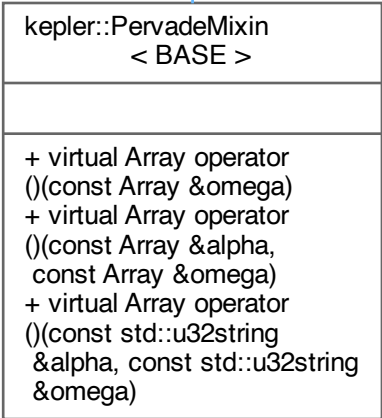 kepler::PervadeMixin
< BASE >
+ virtual Array operator
()(const Array &omega)
+ virtual Array operator
()(const Array &alpha,
const Array &omega)
+ virtual Array operator
()(const std::u32string
&alpha, const std::u32string
&omega)